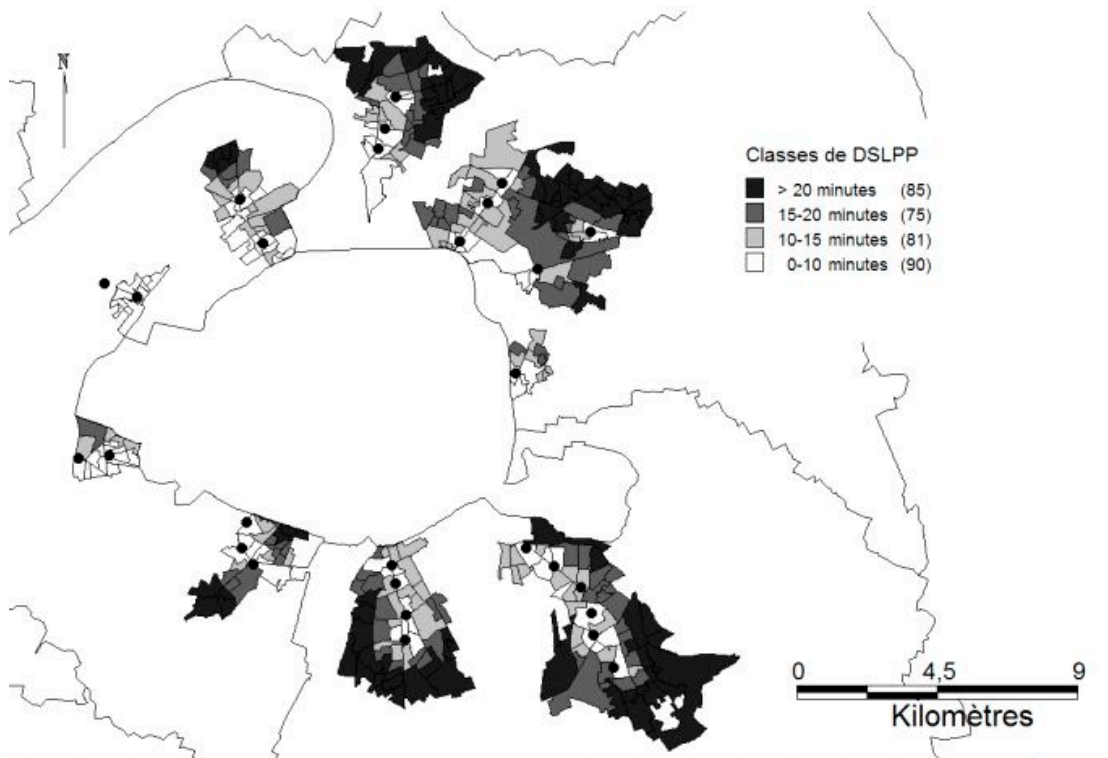 N
Classes de DSLPP
> 20 minutes (85)
15-20 minutes (75)
10-15 minutes (81)
0-10 minutes (90)
0 4,5 9
Kilomètres